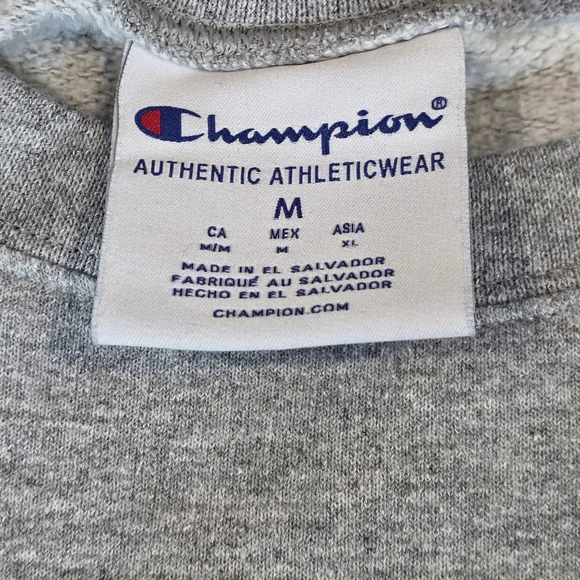 Champion®
AUTHENTIC ATHLETICWEAR
M
CA MEX ASIA
M/M M XL
MADE IN EL SALVADOR
FABRIQUÉ AU SALVADOR
HECHO EN EL SALVADOR
CHAMPION.COM